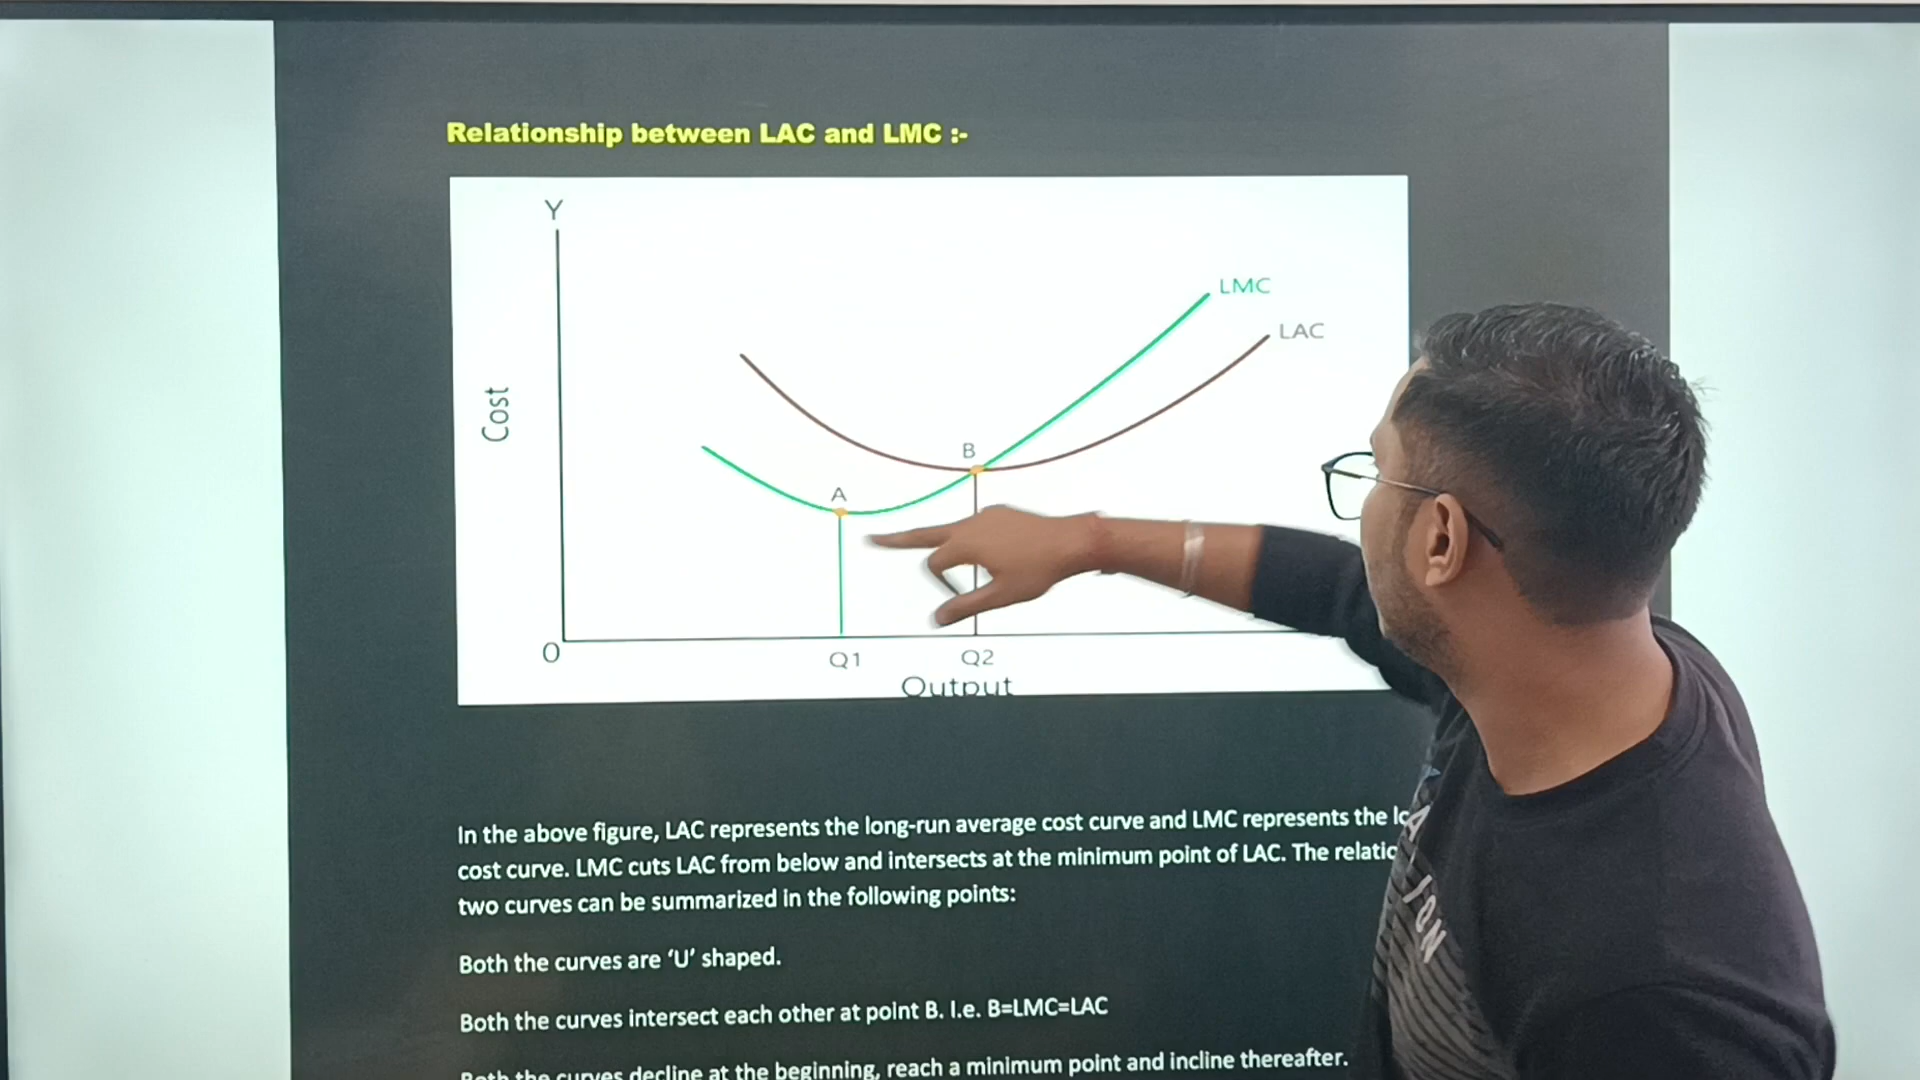 Relationship between LAC and LMC :-
Y
LMC
LAC
Cost
B
A
O
Q1
Q2
Output
In the above figure, LAC represents the long-run average cost curve and LMC represents the
cost curve. LMC cuts LAC from below and intersects at the minimum point of LAC. The
two curves can be summarized in the following points:
Both the curves are ‘U’ shaped.
Both the curves intersect each other at point B. I.e. B=LMC=LAC
Both the curves decline at the beginning, reach a minimum point and incline thereafter.